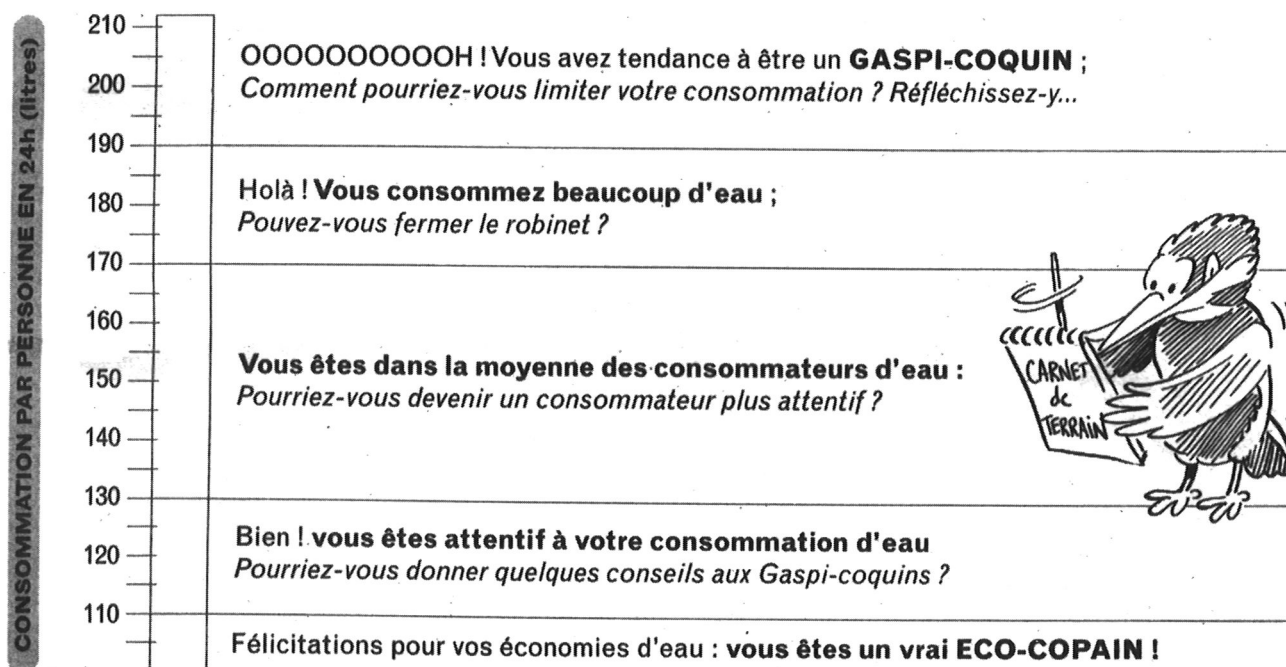 CONSOMMATION PAR PERSONNE EN 24h (litres)
210
OOOOOOOOOOH ! Vous avez tendance à être un GASPI-COQUIN ;
200
Comment pourriez-vous limiter votre consommation ? Réfléchissez-y...
190
Holà ! Vous consommez beaucoup d'eau ;
180
Pouvez-vous fermer le robinet ?
170
160
Vous êtes dans la moyenne des consommateurs d'eau :
150
Pourriez-vous devenir un consommateur plus attentif ?
CARNET
de
TERRAIN
140
130
Bien ! vous êtes attentif à votre consommation d'eau
120
Pourriez-vous donner quelques conseils aux Gaspi-coquins ?
110
Félicitations pour vos économies d'eau : vous êtes un vrai ECO-COPAIN !